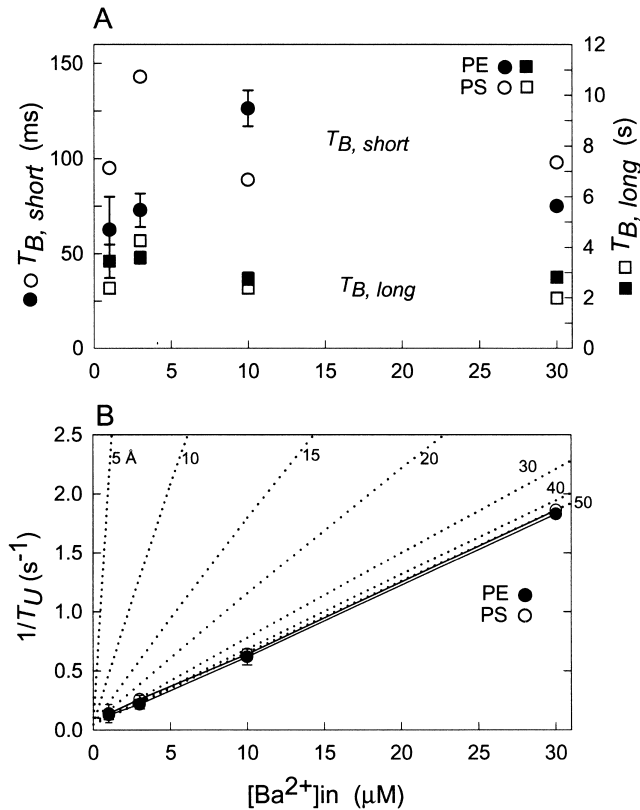 A
150
100
50
0
● ○ T_B, short (ms)
PE ● ■
PS ○ □
T_B, short
T_B, long
12
10
8
6
4
2
0
■ □ T_B, long (s)
0 5 10 15 20 25 30
B
2.5
2.0
1.5
1.0
0.5
0.0
1/T_U (s⁻¹)
5 Å 10 15 20 30 40 50
PE ●
PS ○
0 5 10 15 20 25 30
[Ba²⁺]in (μM)